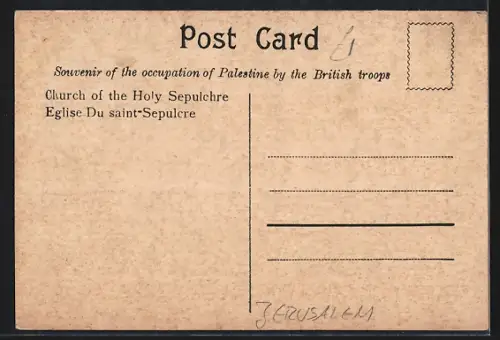 Post Card
£1
Souvenir of the occupation of Palestine by the British troops
Church of the Holy Sepulchre
Eglise Du saint-Sepulcre
JERUSALEM